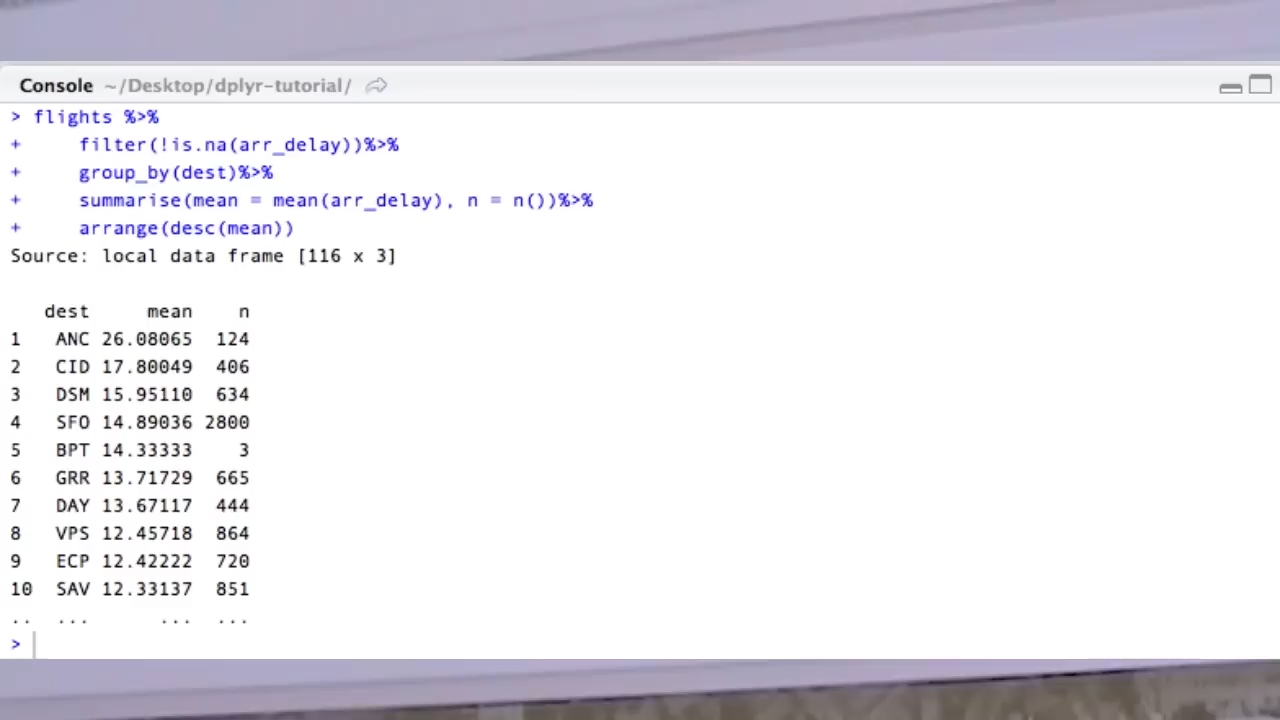 Console ~/Desktop/dplyr-tutorial/
> flights %>%
+     filter(!is.na(arr_delay))%>%
+     group_by(dest)%>%
+     summarise(mean = mean(arr_delay), n = n())%>%
+     arrange(desc(mean))
Source: local data frame [116 x 3]
   dest     mean    n
1   ANC 26.08065  124
2   CID 17.80049  406
3   DSM 15.95110  634
4   SFO 14.89036 2800
5   BPT 14.33333    3
6   GRR 13.71729  665
7   DAY 13.67117  444
8   VPS 12.45718  864
9   ECP 12.42222  720
10  SAV 12.33137  851
..  ...      ...  ...
>